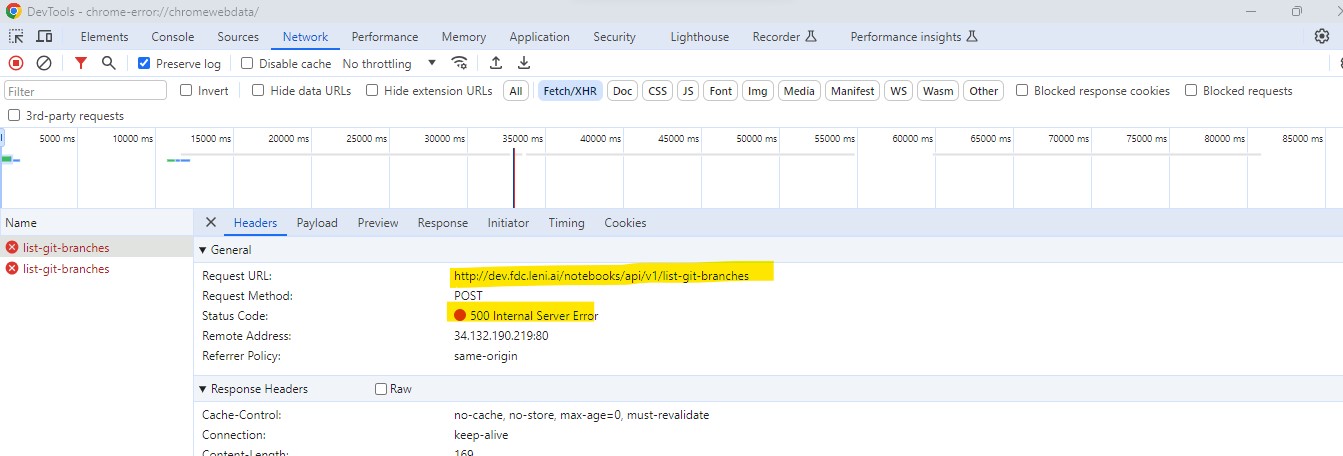 DevTools - chrome-error://chromewebdata/
Elements Console Sources Network Performance Memory Application Security Lighthouse Recorder Performance insights
Preserve log Disable cache No throttling
Filter Invert Hide data URLs Hide extension URLs All Fetch/XHR Doc CSS JS Font Img Media Manifest WS Wasm Other Blocked response cookies Blocked requests
3rd-party requests
5000 ms 10000 ms 15000 ms 20000 ms 25000 ms 30000 ms 35000 ms 40000 ms 45000 ms 50000 ms 55000 ms 60000 ms 65000 ms 70000 ms 75000 ms 80000 ms 85000 ms
Name Headers Payload Preview Response Initiator Timing Cookies
list-git-branches
list-git-branches
General
Request URL: http://dev.fdc.leni.ai/notebooks/api/v1/list-git-branches
Request Method: POST
Status Code: 500 Internal Server Error
Remote Address: 34.132.190.219:80
Referrer Policy: same-origin
Response Headers Raw
Cache-Control: no-cache, no-store, max-age=0, must-revalidate
Connection: keep-alive
Content-Length: 169